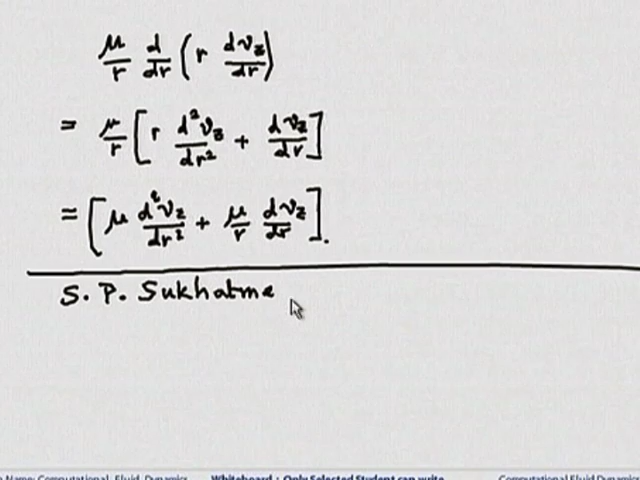 μ/r d/dr (r dv_z/dr)
= μ/r [r d²v_z/dr² + dv_z/dr]
= [μ d²v_z/dr² + μ/r dv_z/dr].
S. P. Sukhatme
Name: Computational Fluid Dynamics Whiteboard : Only Selected Student can write Computational Fluid Dynamics